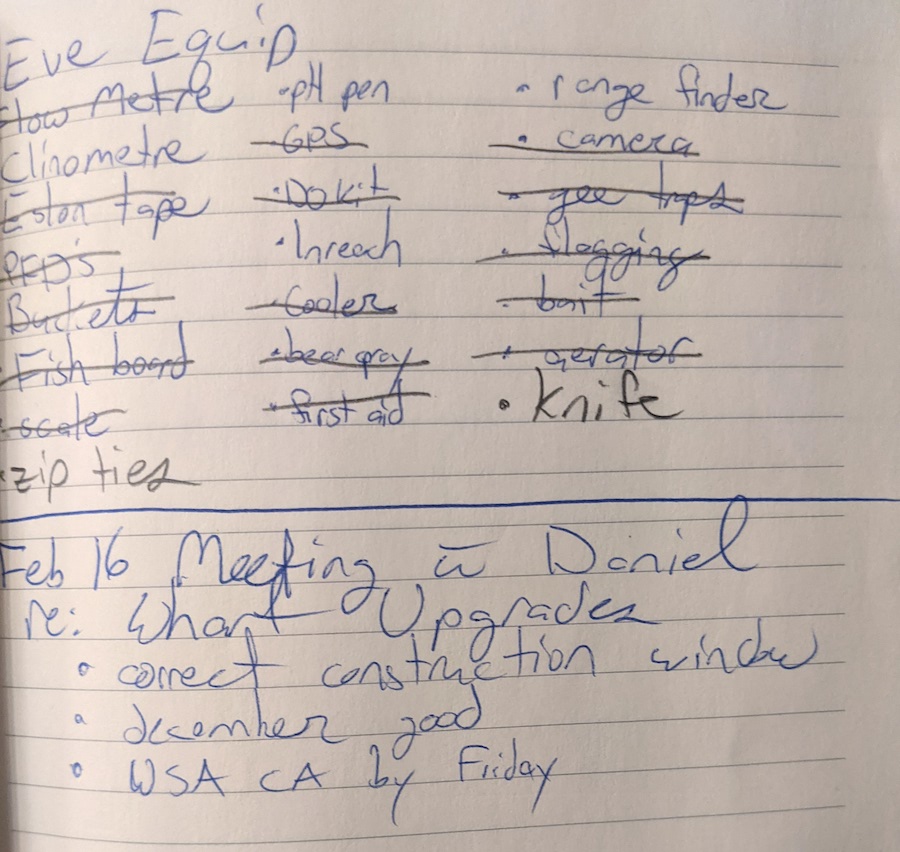 Eve Equip
Flow Metre
Clinometre
Eslon tape
PFD's
Buckets
Fish board
scale
zip ties
• pH pen
• GPS
• DO kit
• Inreach
• Cooler
• bear spray
• first aid
• range finder
• camera
• gee traps
• flagging
• bait
• aerator
• Knife
Feb 16 Meeting w̄ Daniel
re: Wharf Upgrades
• correct construction window
• december good
• WSA CA by Friday